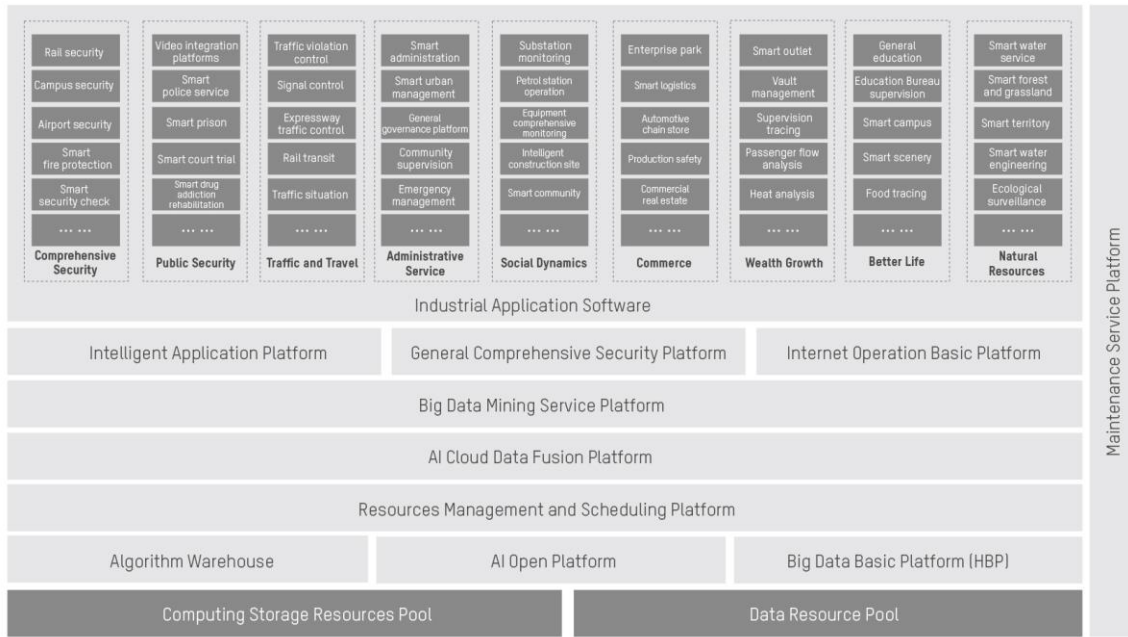 Rail security
Campus security
Airport security
Smart
fire protection
Smart
security check
... ...
Comprehensive
Security
Video integration
platforms
Smart
police service
Smart prison
Smart court trial
Smart drug
addiction
rehabilitation
... ...
Public Security
Traffic violation
control
Signal control
Expressway
traffic control
Rail transit
Traffic situation
... ...
Traffic and Travel
Smart
administration
Smart urban
management
General
governance platform
Community
supervision
Emergency
management
... ...
Administrative
Service
Substation
monitoring
Petrol station
operation
Equipment
comprehensive
monitoring
Intelligent
construction site
Smart community
... ...
Social Dynamics
Enterprise park
Smart logistics
Automotive
chain store
Production safety
Commercial
real estate
... ...
Commerce
Smart outlet
Vault
management
Supervision
tracing
Passenger flow
analysis
Heat analysis
... ...
Wealth Growth
General
education
Education Bureau
supervision
Smart campus
Smart scenery
Food tracing
... ...
Better Life
Smart water
service
Smart forest
and grassland
Smart territory
Smart water
engineering
Ecological
surveillance
... ...
Natural
Resources
Industrial Application Software
Intelligent Application Platform
General Comprehensive Security Platform
Internet Operation Basic Platform
Big Data Mining Service Platform
AI Cloud Data Fusion Platform
Resources Management and Scheduling Platform
Algorithm Warehouse
AI Open Platform
Big Data Basic Platform (HBP)
Computing Storage Resources Pool
Data Resource Pool
Maintenance Service Platform